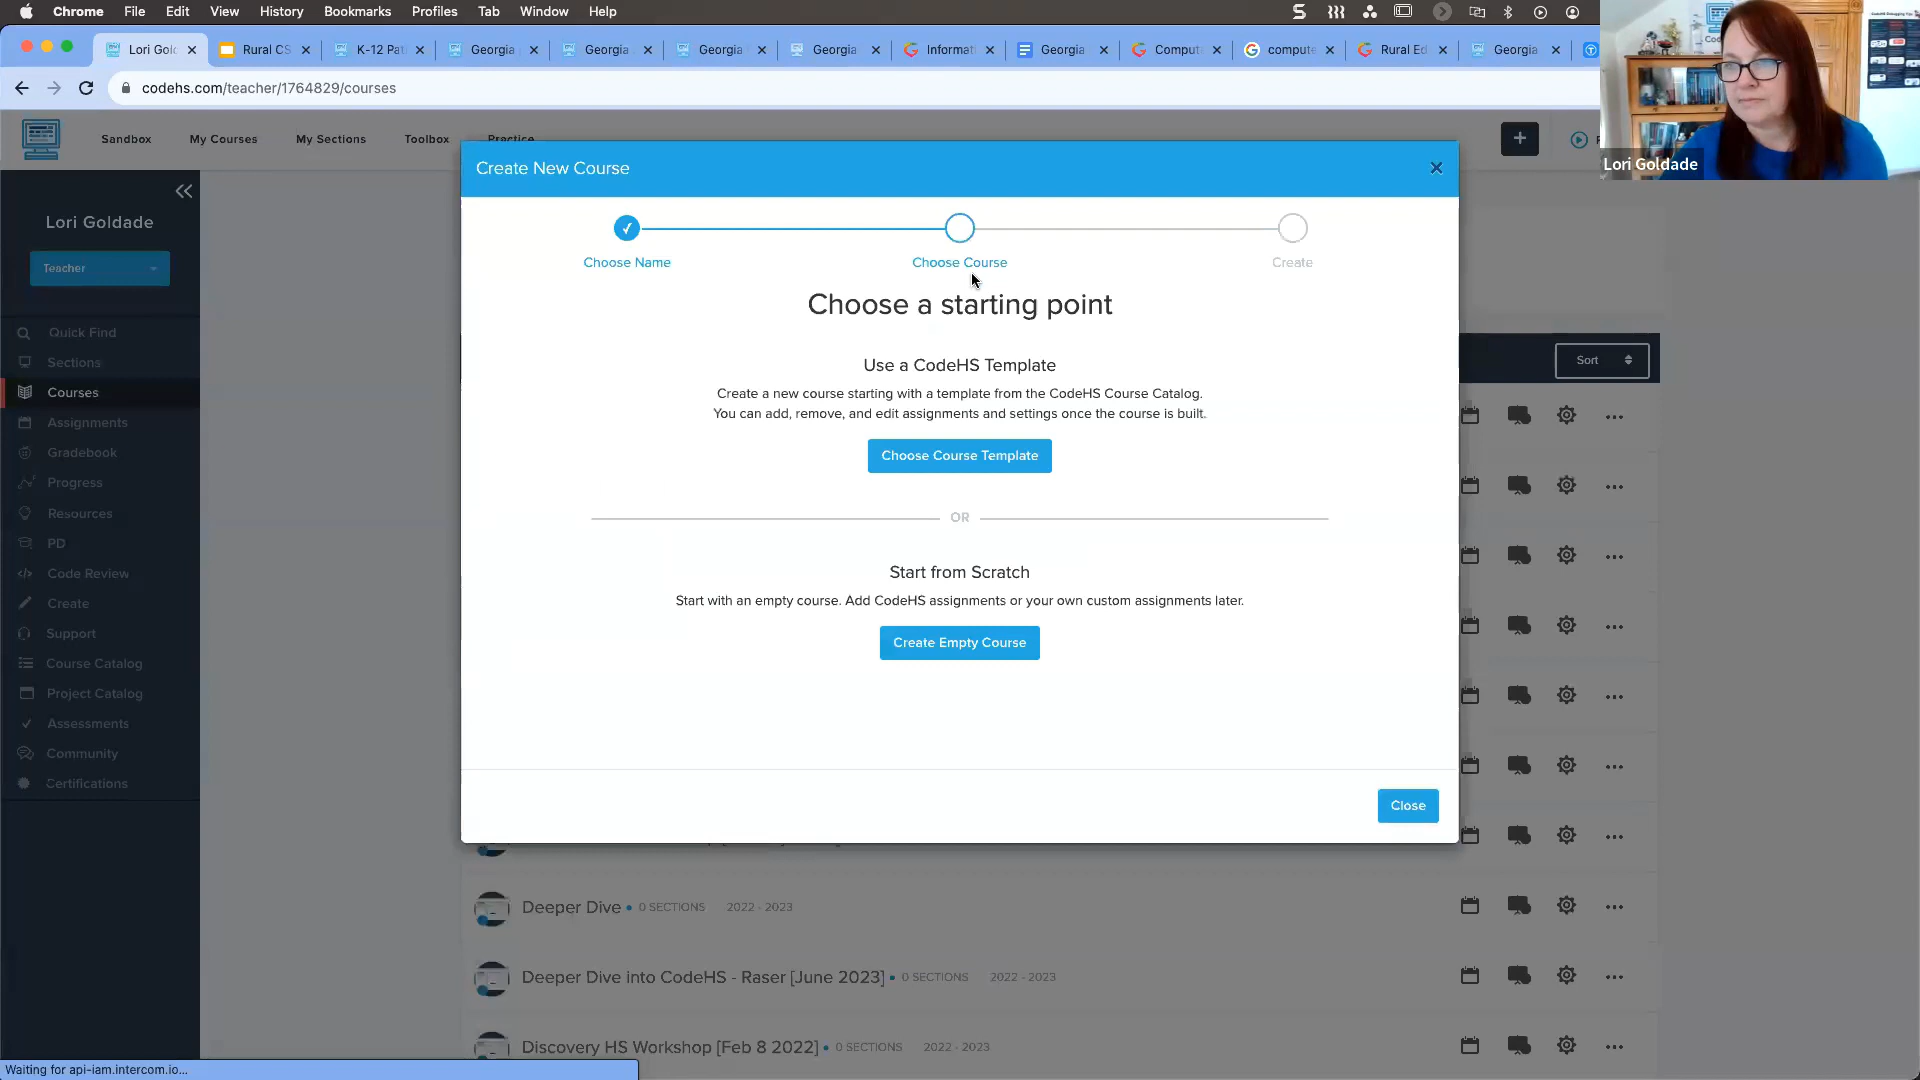 Chrome File Edit View History Bookmarks Profiles Tab Window Help
Lori Gol Rural CS K-12 Pat Georgia Georgia Georgia Georgia Informat Georgia Comput compute Rural Ed Georgia
codehs.com/teacher/1764829/courses
Sandbox My Courses My Sections Toolbox Practice
Lori Goldade
Create New Course
Lori Goldade
Teacher
Choose Name Choose Course Create
Choose a starting point
Use a CodeHS Template
Create a new course starting with a template from the CodeHS Course Catalog.
You can add, remove, and edit assignments and settings once the course is built.
Choose Course Template
OR
Start from Scratch
Start with an empty course. Add CodeHS assignments or your own custom assignments later.
Create Empty Course
Close
Quick Find
Sections
Courses
Assignments
Gradebook
Progress
Resources
PD
Code Review
Create
Support
Course Catalog
Project Catalog
Assessments
Community
Certifications
Sort
Deeper Dive • 0 SECTIONS 2022 - 2023
Deeper Dive into CodeHS - Raser [June 2023] • 0 SECTIONS 2022 - 2023
Discovery HS Workshop [Feb 8 2022] • 0 SECTIONS 2022 - 2023
Waiting for api-iam.intercom.io...